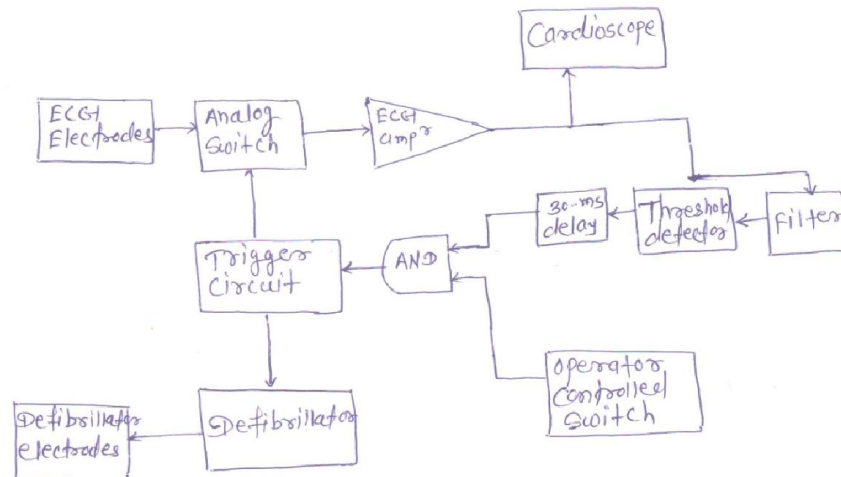 Cardioscope
ECG
Electrodes
Analog
Switch
ECG
Ampr
30-ms
delay
Threshold
detector
Filter
Trigger
Circuit
AND
Operator
Controlled
Switch
Defibrillator
electrodes
Defibrillator